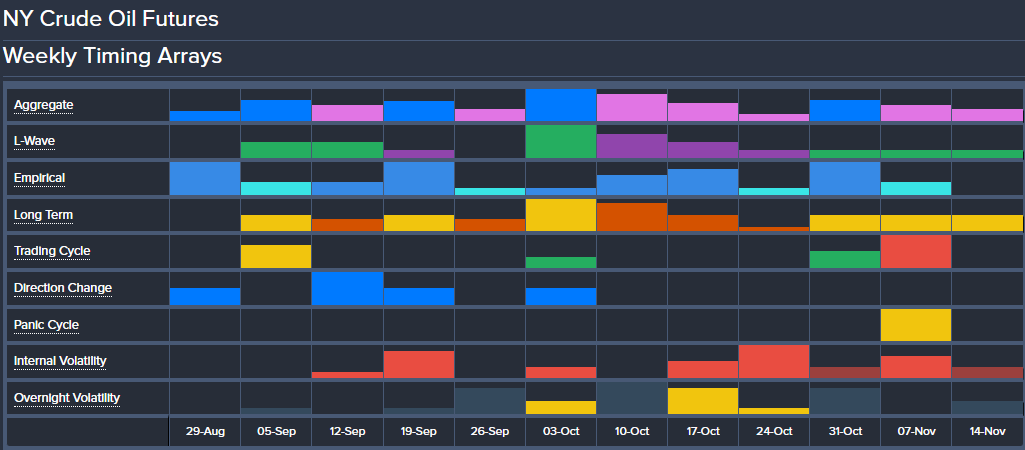 NY Crude Oil Futures
Weekly Timing Arrays
Aggregate
L-Wave
Empirical
Long Term
Trading Cycle
Direction Change
Panic Cycle
Internal Volatility
Overnight Volatility
29-Aug 05-Sep 12-Sep 19-Sep 26-Sep 03-Oct 10-Oct 17-Oct 24-Oct 31-Oct 07-Nov 14-Nov